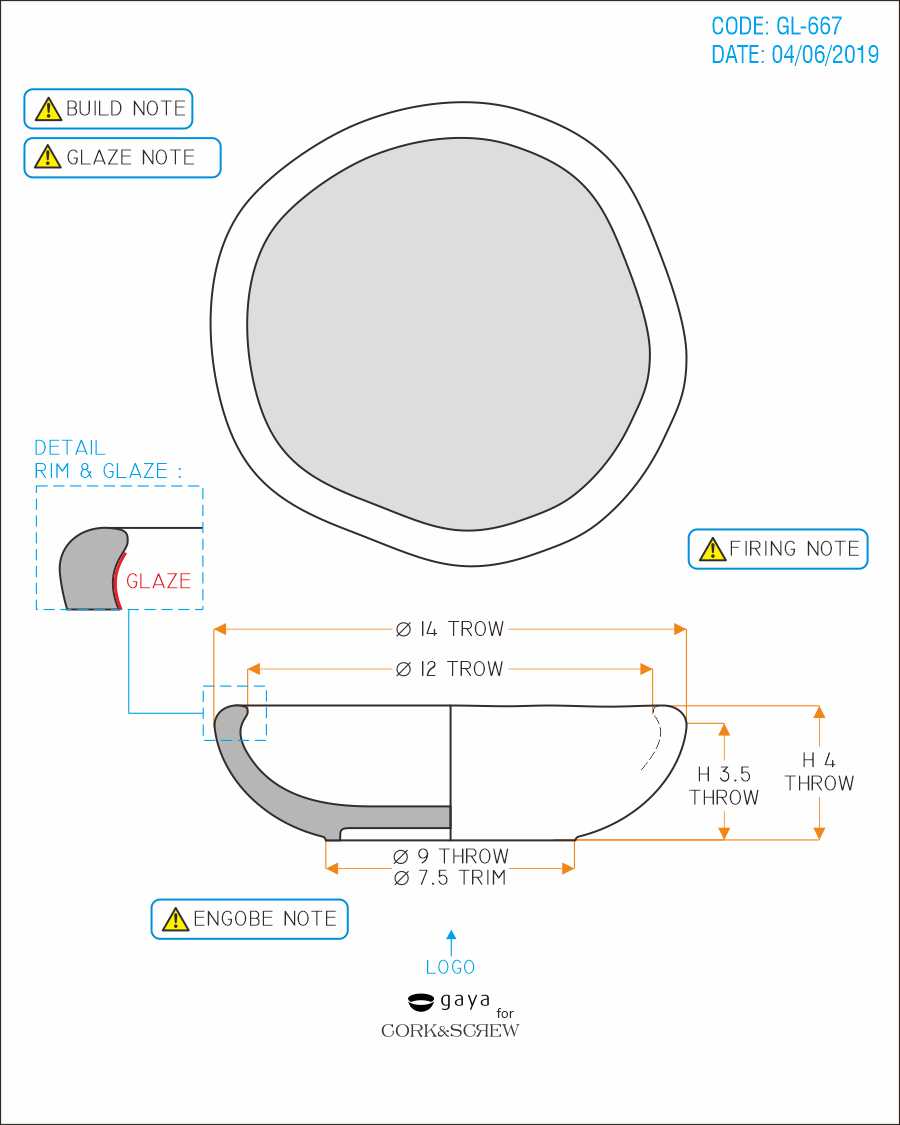 CODE: GL-667
DATE: 04/06/2019
BUILD NOTE
GLAZE NOTE
DETAIL
RIM & GLAZE :
GLAZE
FIRING NOTE
Ø 14 TROW
Ø 12 TROW
H 3.5
THROW
H 4
THROW
Ø 9 THROW
Ø 7.5 TRIM
ENGOBE NOTE
LOGO
gaya
for
CORK&SCREW